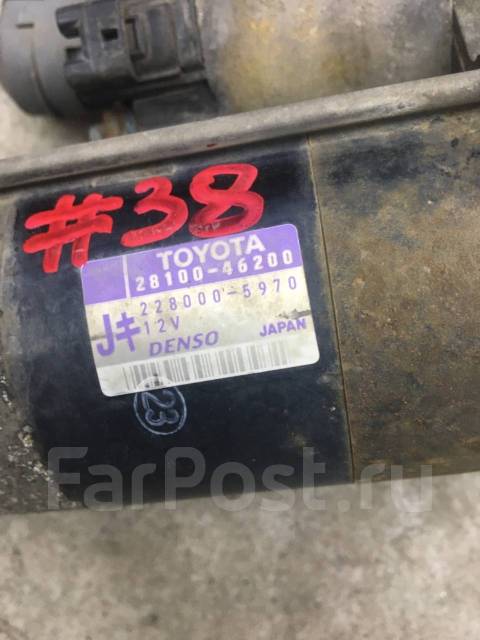 #38
TOYOTA
28100-46200
228000-5970
Jキ
12V
DENSO
JAPAN
23
FarPost.ru